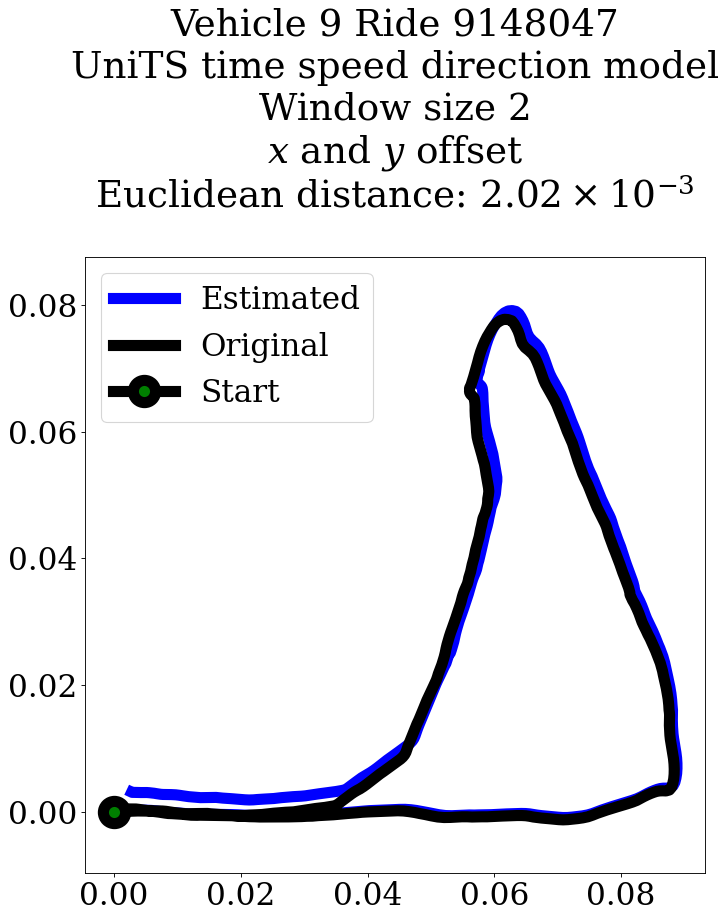 Vehicle 9 Ride 9148047
UniTS time speed direction model
Window size 2
x and y offset
Euclidean distance: 2.02 × 10⁻³
Estimated
Original
Start
0.08
0.06
0.04
0.02
0.00
0.00 0.02 0.04 0.06 0.08